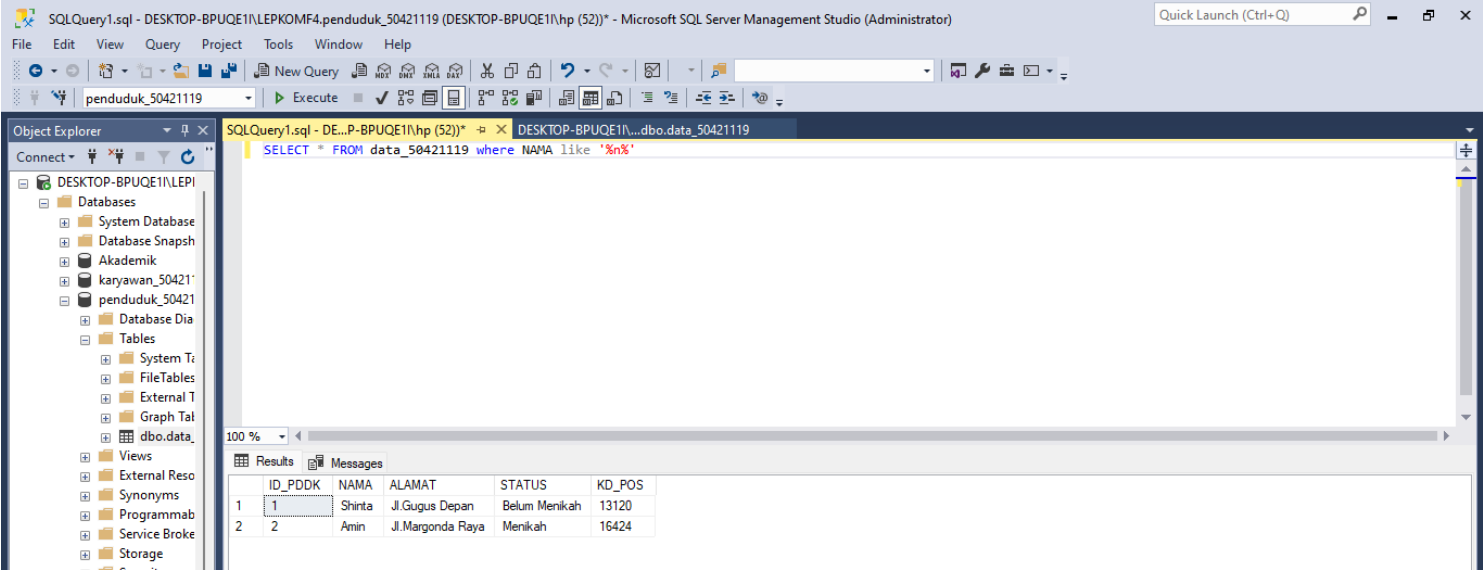 SQLQuery1.sql - DESKTOP-BPUQE1I\LEPKOMF4.penduduk_50421119 (DESKTOP-BPUQE1I\hp (52))* - Microsoft SQL Server Management Studio (Administrator)
Quick Launch (Ctrl+Q)
File Edit View Query Project Tools Window Help
New Query MDX DMX XMLA DAX
penduduk_50421119 Execute
Object Explorer
SQLQuery1.sql - DE...P-BPUQE1I\hp (52))* DESKTOP-BPUQE1I\...dbo.data_50421119
Connect
SELECT * FROM data_50421119 where NAMA like '%n%'
DESKTOP-BPUQE1I\LEPI
Databases
System Database
Database Snapsh
Akademik
karyawan_50421
penduduk_50421
Database Dia
Tables
System Ta
FileTables
External T
Graph Tab
dbo.data_
Views
External Reso
Synonyms
Programmab
Service Broke
Storage
100 %
Results Messages
ID_PDDK NAMA ALAMAT STATUS KD_POS
1 1 Shinta Jl.Gugus Depan Belum Menikah 13120
2 2 Amin Jl.Margonda Raya Menikah 16424